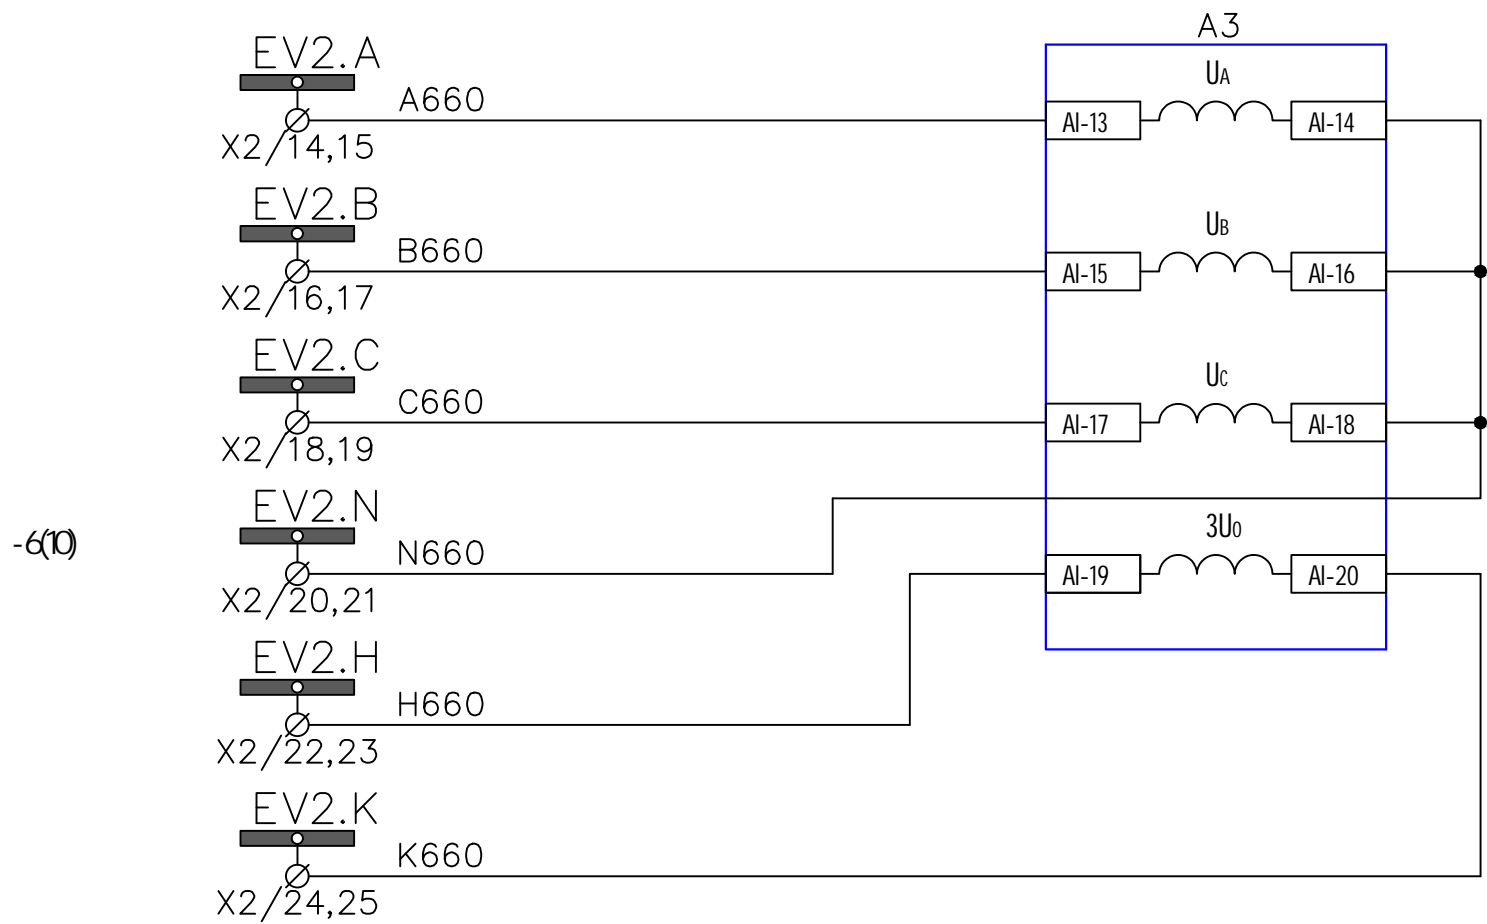 A3
EV2.A
UA
A660
AI-13
AI-14
X2/14,15
EV2.B
UB
B660
AI-15
AI-16
X2/16,17
EV2.C
UC
C660
AI-17
AI-18
X2/18,19
EV2.N
-6(10)
N660
3U0
AI-19
AI-20
X2/20,21
EV2.H
H660
X2/22,23
EV2.K
K660
X2/24,25